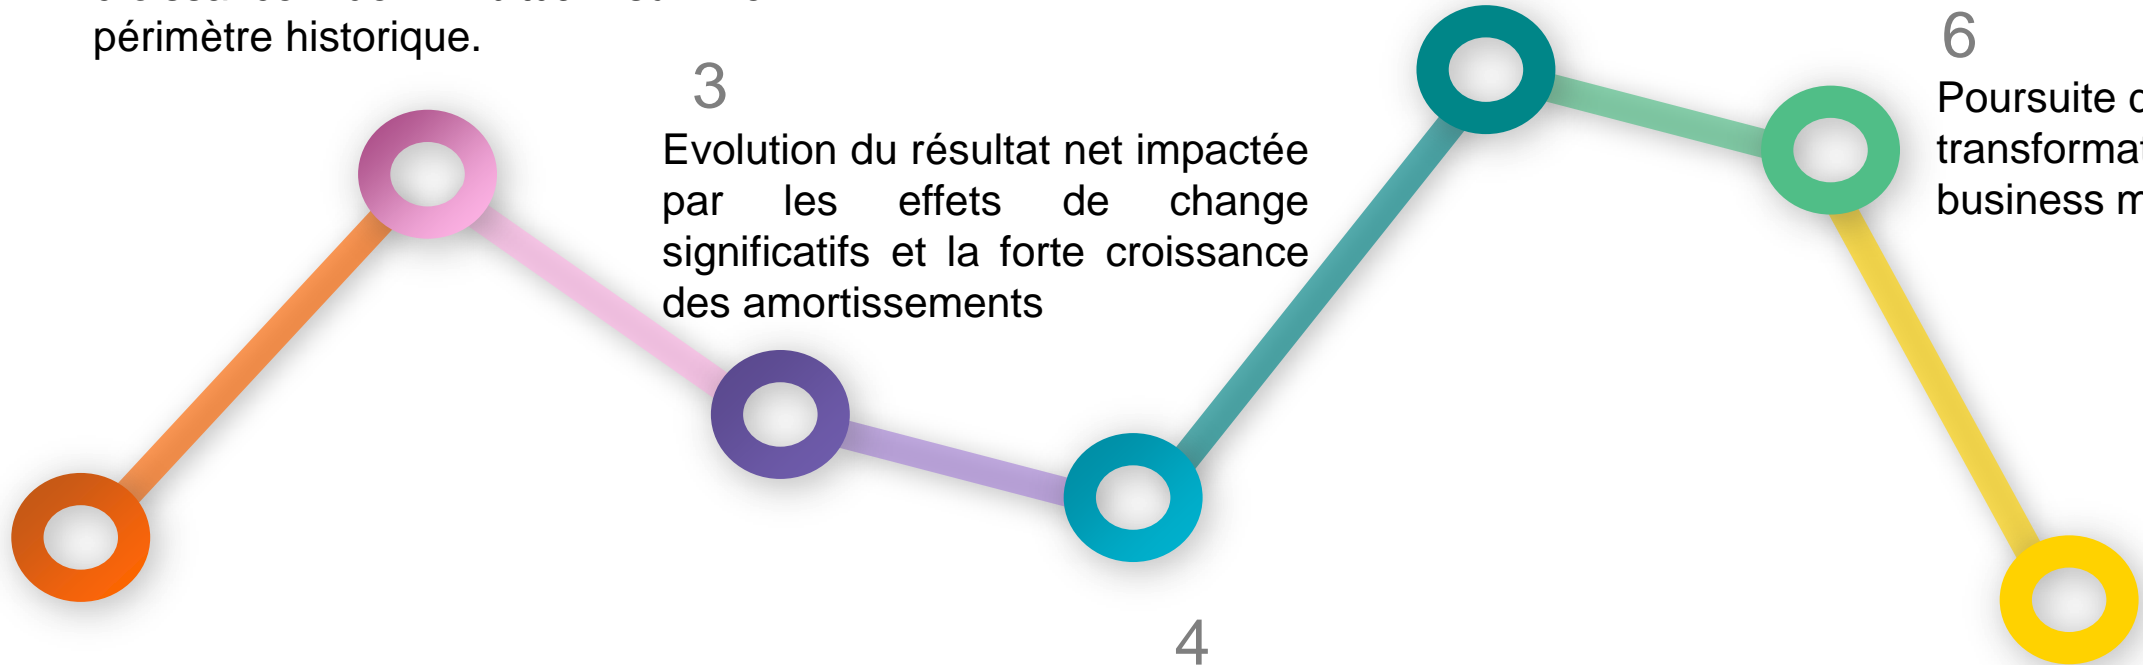 périmètre historique.
3
Evolution du résultat net impactée
par les effets de change
significatifs et la forte croissance
des amortissements
4
6
Poursuite
transformat
business m